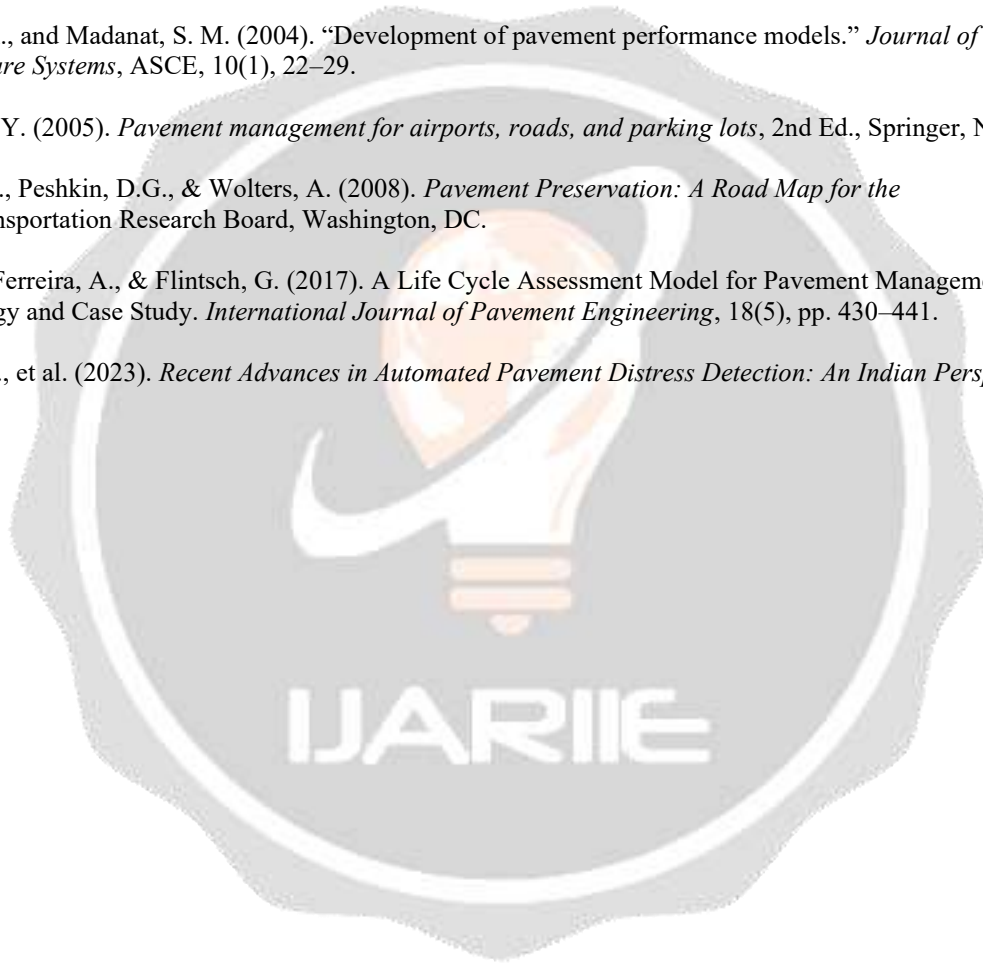 ., and Madanat, S. M. (2004). “Development of pavement performance models.” Journal of
re Systems, ASCE, 10(1), 22–29.
Y. (2005). Pavement management for airports, roads, and parking lots, 2nd Ed., Springer, N
., Peshkin, D.G., & Wolters, A. (2008). Pavement Preservation: A Road Map for the
nsportation Research Board, Washington, DC.
Ferreira, A., & Flintsch, G. (2017). A Life Cycle Assessment Model for Pavement Manageme
gy and Case Study. International Journal of Pavement Engineering, 18(5), pp. 430–441.
., et al. (2023). Recent Advances in Automated Pavement Distress Detection: An Indian Persp
IJARIIE